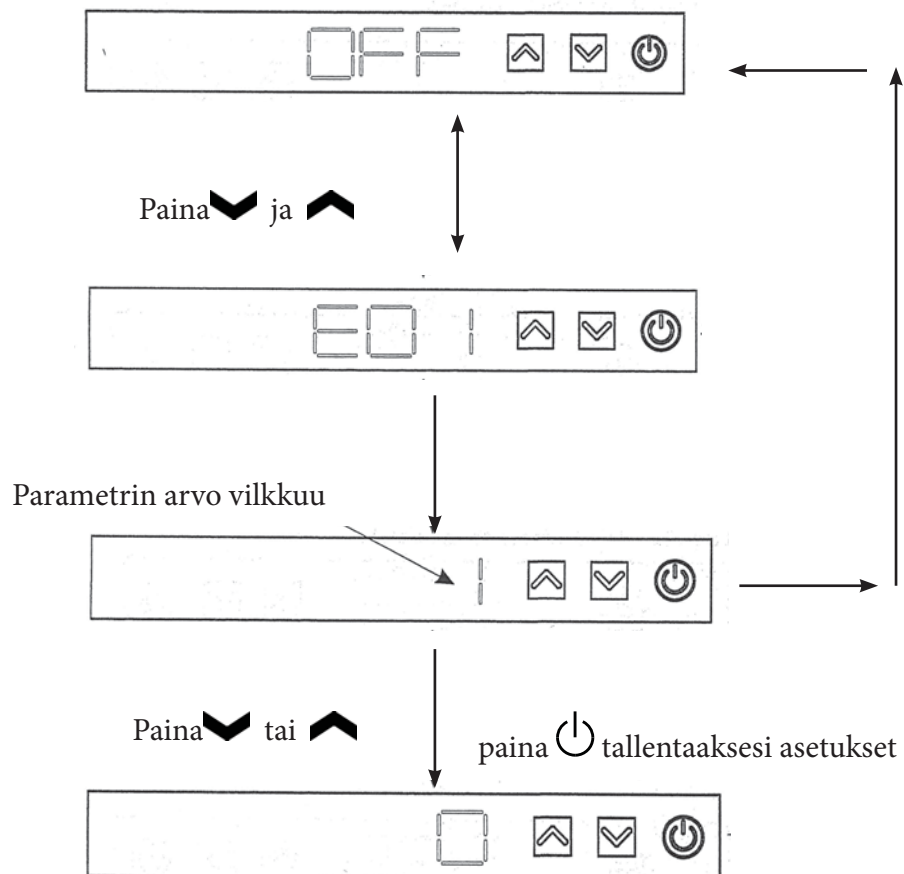 OFF
Paina ja
E01
Parametrin arvo vilkkuu
1
Paina tai
paina tallentaaksesi asetukset
0